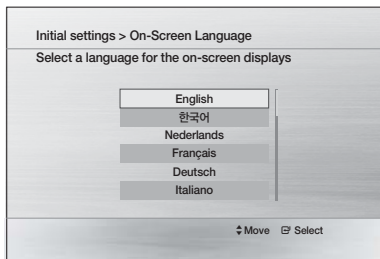 Initial settings > On-Screen Language
Select a language for the on-screen displays
English
한국어
Nederlands
Français
Deutsch
Italiano
Move Select